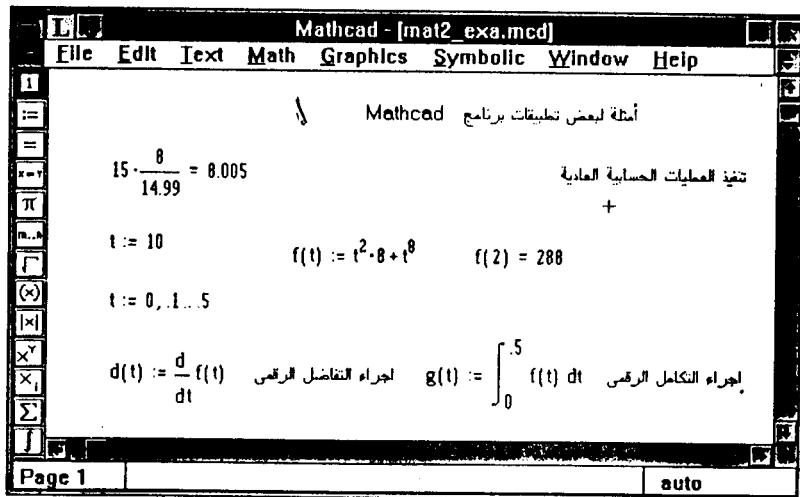 Mathcad - [mat2_exa.mcd]
File Edit Text Math Graphics Symbolic Window Help
أمثلة لبعض تطبيقات برنامج Mathcad
15 · 8/14.99 = 8.005 تنفيذ العمليات الحسابية العادية
t := 10 f(t) := t²·8 + t⁸ f(2) = 288
t := 0, .1 .. .5
d(t) := d/dt f(t) اجراء التفاضل الرقمى g(t) := ∫₀^.5 f(t) dt اجراء التكامل الرقمى
Page 1 auto